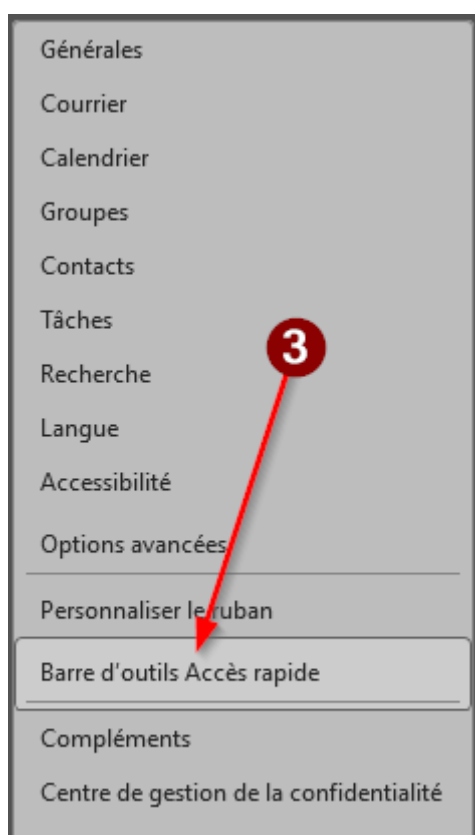 Générales
Courrier
Calendrier
Groupes
Contacts
Tâches
3
Recherche
Langue
Accessibilité
Options avancées
Personnaliser le ruban
Barre d'outils Accès rapide
Compléments
Centre de gestion de la confidentialité